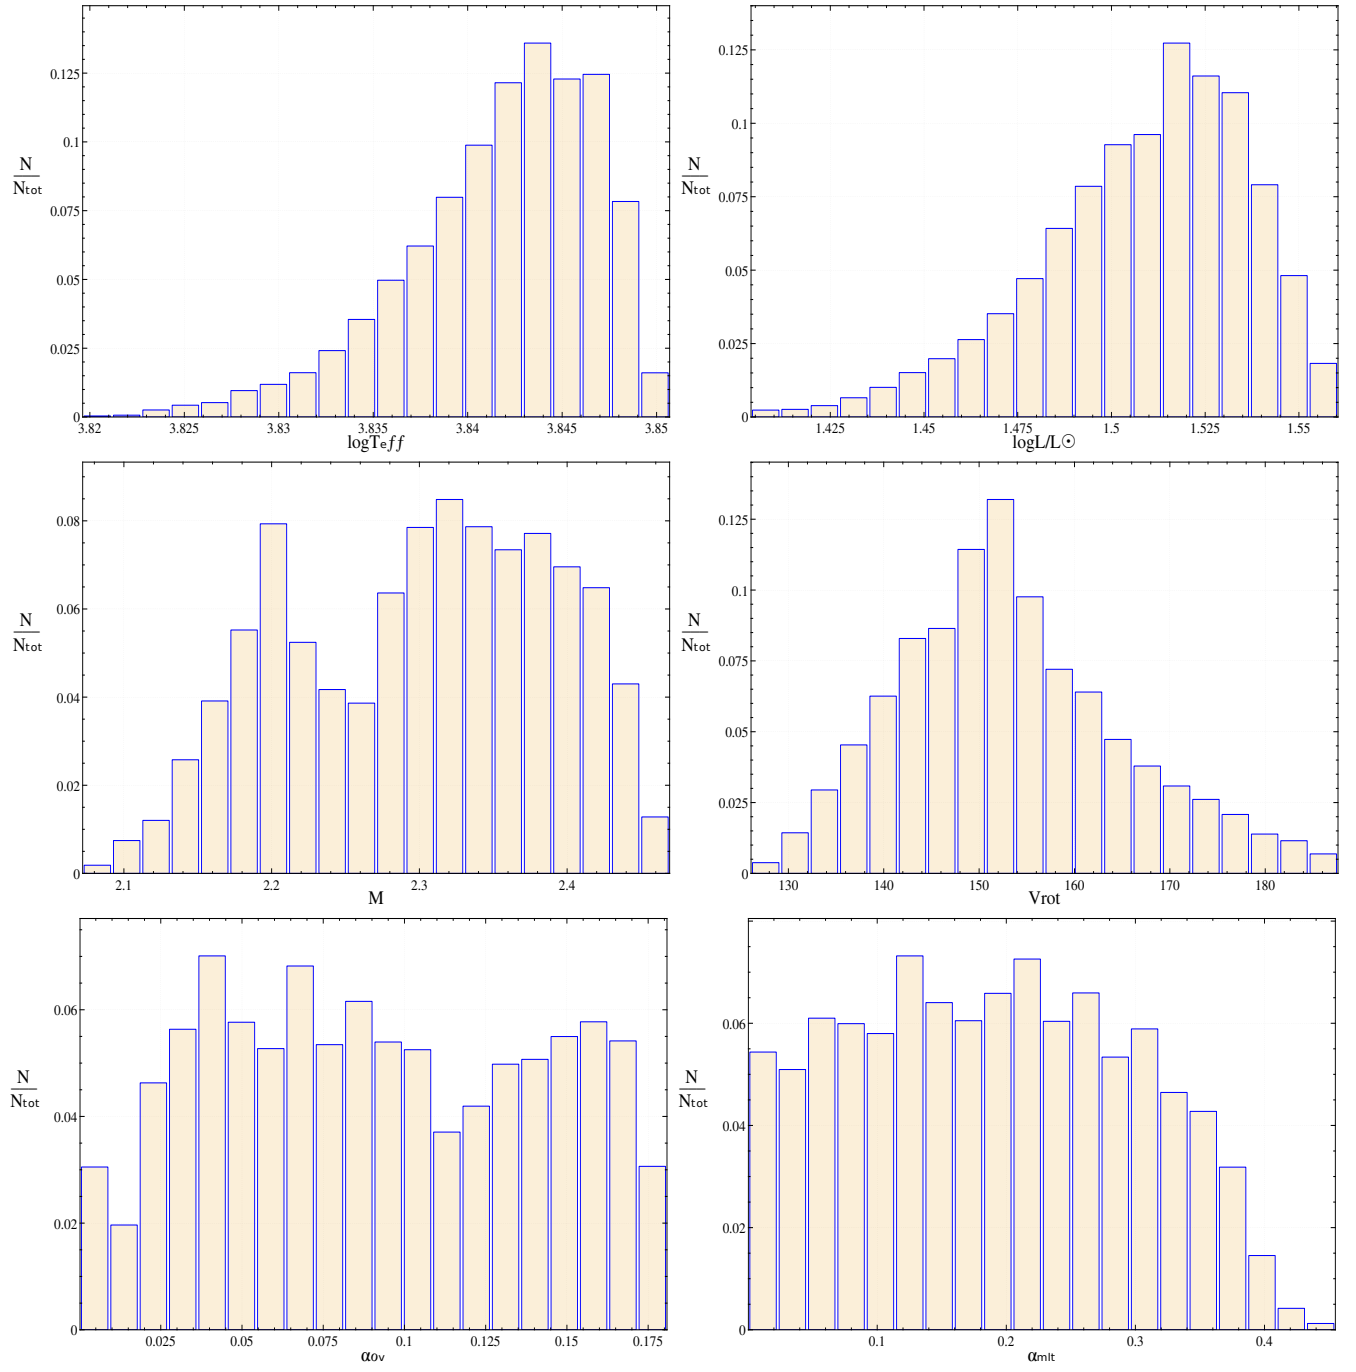 0.125
0.1
N
Ntot
0.075
0.05
0.025
0
3.82 3.825 3.83 3.835 3.84 3.845 3.85
logTeff
0.125
0.1
N
Ntot
0.075
0.05
0.025
0
1.425 1.45 1.475 1.5 1.525 1.55
logL/L⊙
0.08
0.06
N
Ntot
0.04
0.02
0
2.1 2.2 2.3 2.4
M
0.125
0.1
N
Ntot
0.075
0.05
0.025
0
130 140 150 160 170 180
Vrot
0.06
N
Ntot
0.04
0.02
0
0.025 0.05 0.075 0.1 0.125 0.15 0.175
αov
0.06
N
Ntot
0.04
0.02
0
0.1 0.2 0.3 0.4
αmlt